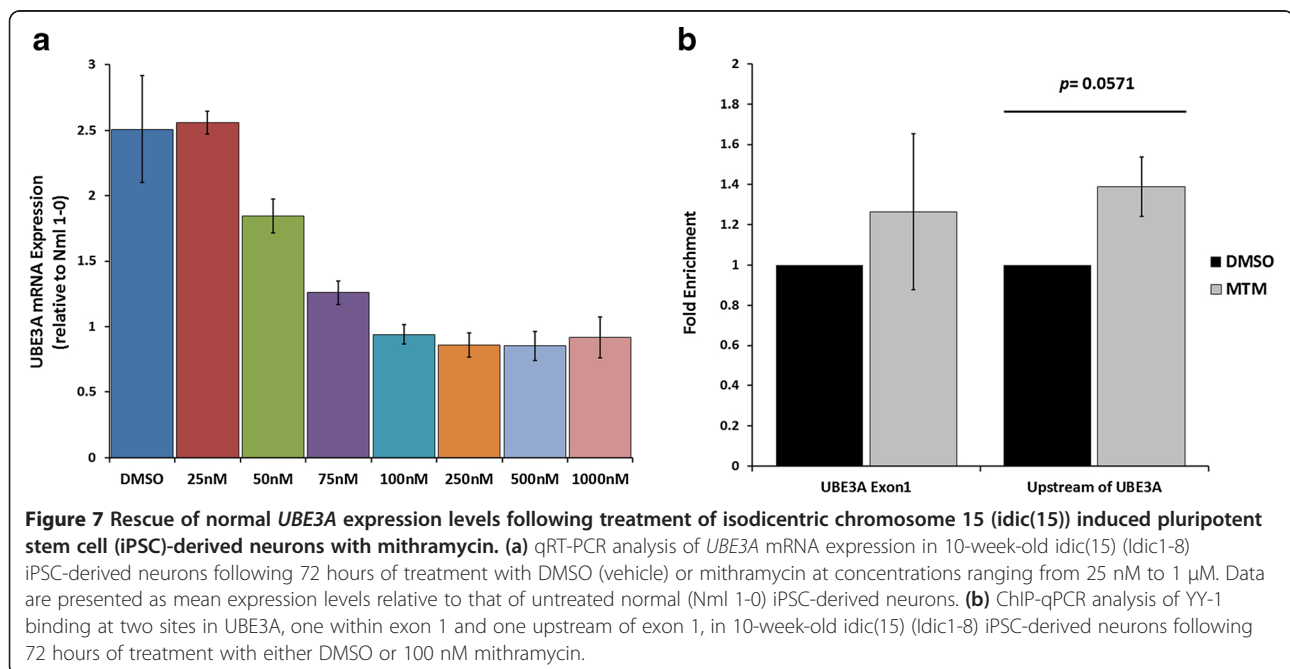 a
3
2.5
2
1.5
1
0.5
0
UBE3A mRNA Expression
(relative to Nml 1-0)
DMSO 25nM 50nM 75nM 100nM 250nM 500nM 1000nM
b
2
1.8
1.6
1.4
1.2
1
0.8
0.6
0.4
0.2
0
Fold Enrichment
p= 0.0571
DMSO
MTM
UBE3A Exon1 Upstream of UBE3A
Figure 7 Rescue of normal UBE3A expression levels following treatment of isodicentric chromosome 15 (idic(15)) induced pluripotent
stem cell (iPSC)-derived neurons with mithramycin. (a) qRT-PCR analysis of UBE3A mRNA expression in 10-week-old idic(15) (Idic1-8)
iPSC-derived neurons following 72 hours of treatment with DMSO (vehicle) or mithramycin at concentrations ranging from 25 nM to 1 μM. Data
are presented as mean expression levels relative to that of untreated normal (Nml 1-0) iPSC-derived neurons. (b) ChIP-qPCR analysis of YY-1
binding at two sites in UBE3A, one within exon 1 and one upstream of exon 1, in 10-week-old idic(15) (Idic1-8) iPSC-derived neurons following
72 hours of treatment with either DMSO or 100 nM mithramycin.